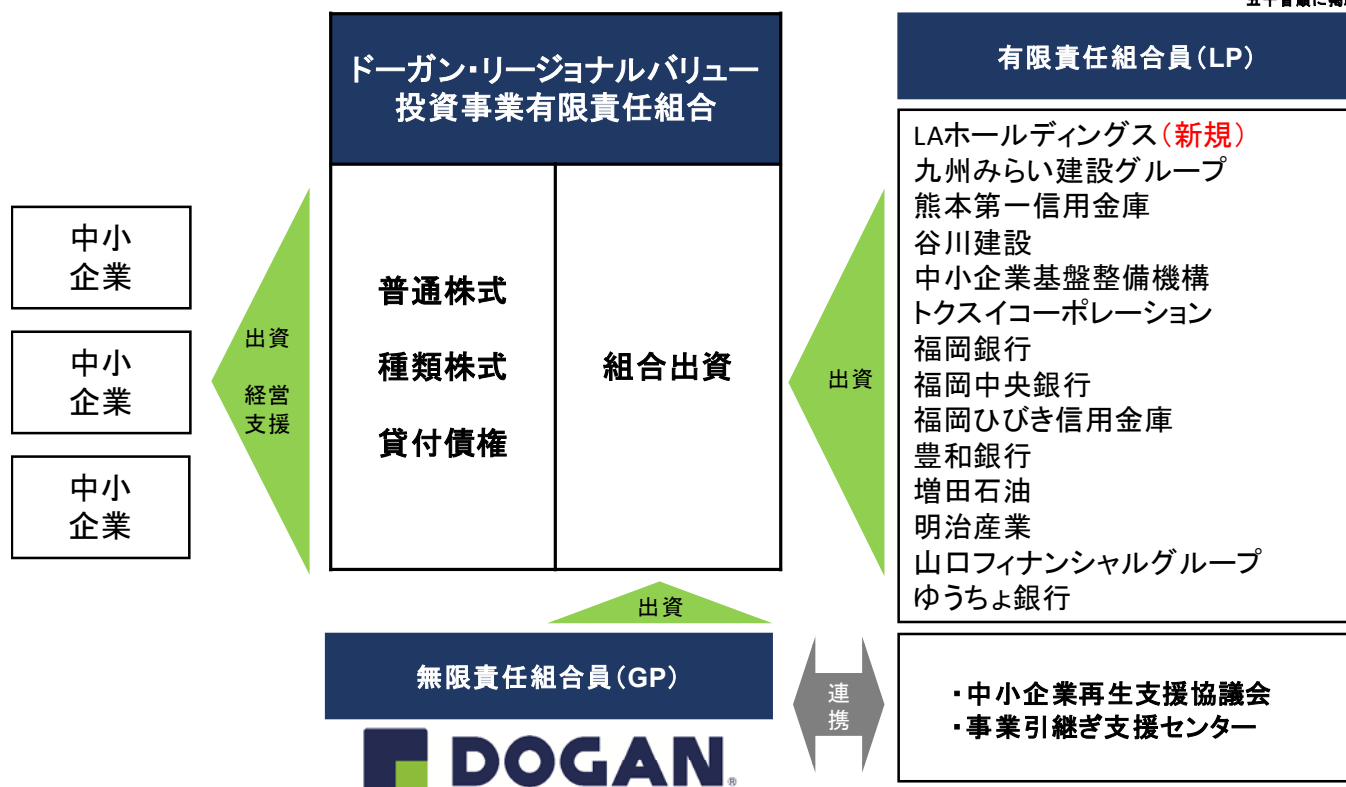 ドーガン・リージョナルバリュー
投資事業有限責任組合
普通株式
種類株式
貸付債権
組合出資
中小
企業
中小
企業
中小
企業
出資
経営
支援
出資
有限責任組合員（LP）
LAホールディングス（新規）
九州みらい建設グループ
熊本第一信用金庫
谷川建設
中小企業基盤整備機構
トクスイコーポレーション
福岡銀行
福岡中央銀行
福岡ひびき信用金庫
豊和銀行
増田石油
明治産業
山口フィナンシャルグループ
ゆうちょ銀行
出資
無限責任組合員（GP）
DOGAN®
連
携
・中小企業再生支援協議会
・事業引継ぎ支援センター